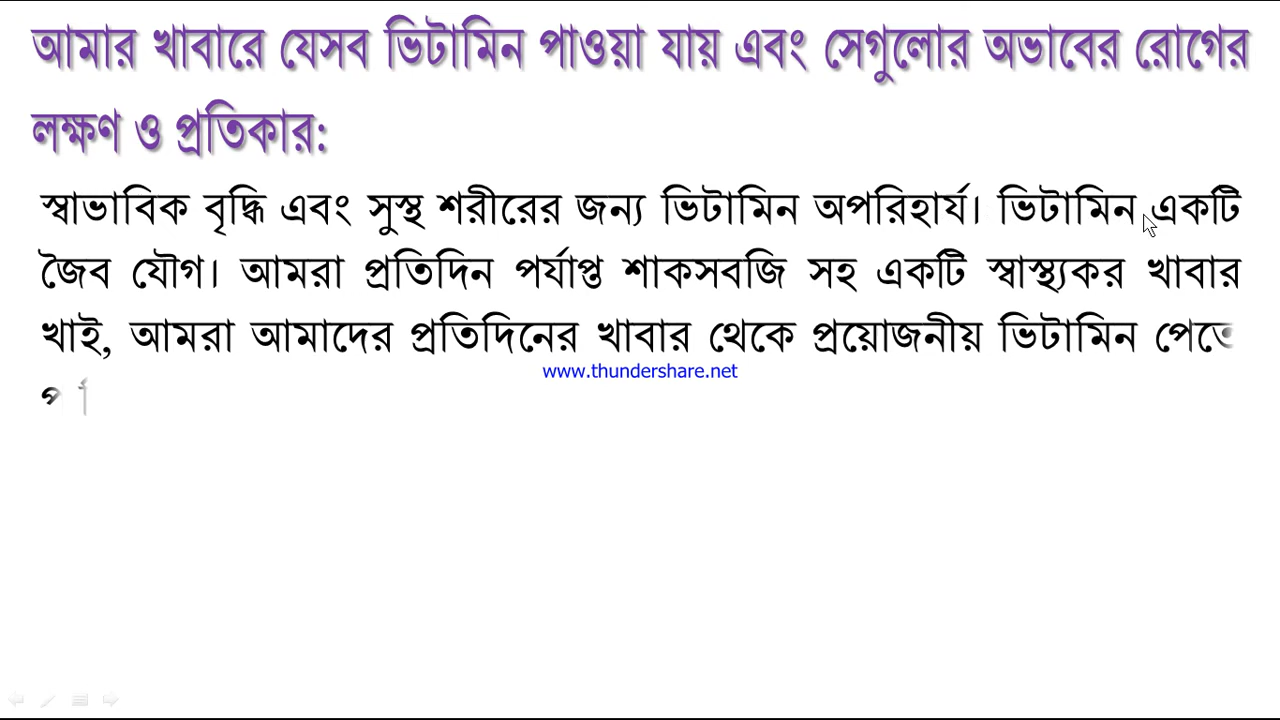 আমার খাবারে যেসব ভিটামিন পাওয়া যায় এবং সেগুলোর অভাবের রোগের
লক্ষণ ও প্রতিকার:
স্বাভাবিক বৃদ্ধি এবং সুস্থ শরীরের জন্য ভিটামিন অপরিহার্য। ভিটামিন একটি
জৈব যৌগ। আমরা প্রতিদিন পর্যাপ্ত শাকসবজি সহ একটি স্বাস্থ্যকর খাবার
খাই, আমরা আমাদের প্রতিদিনের খাবার থেকে প্রয়োজনীয় ভিটামিন পেতে
www.thundershare.net